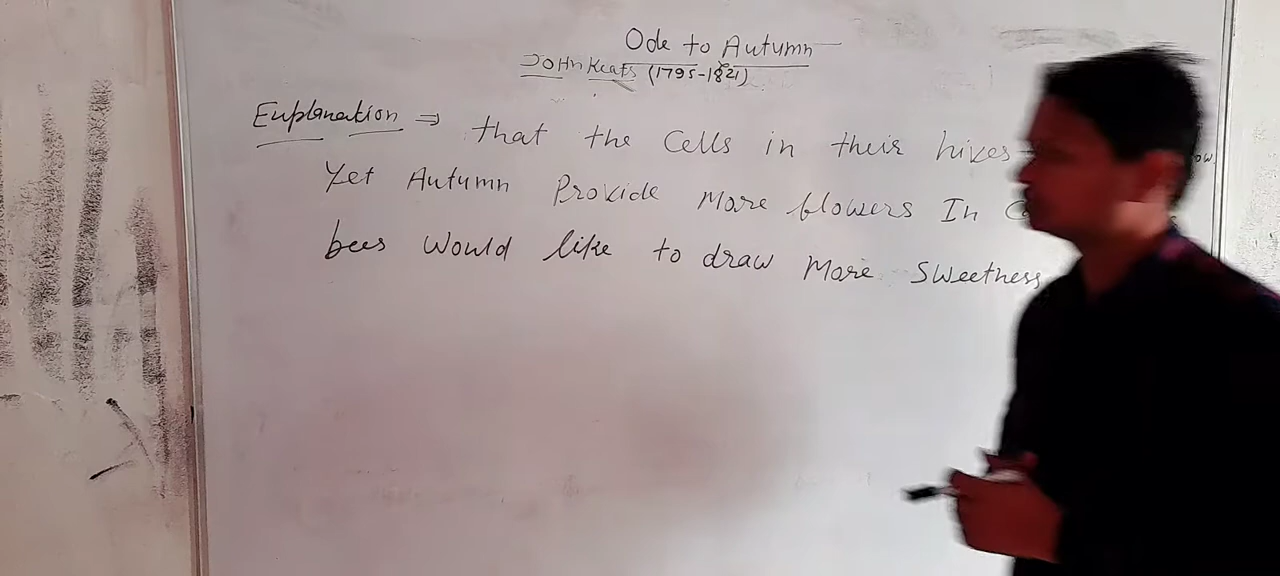 Ode to Autumn
JOHn Keats (1795-1821)
Explanation ⇒ that the Cells in their hives
Yet Autumn Provide More flowers In
bees would like to draw More Sweetness